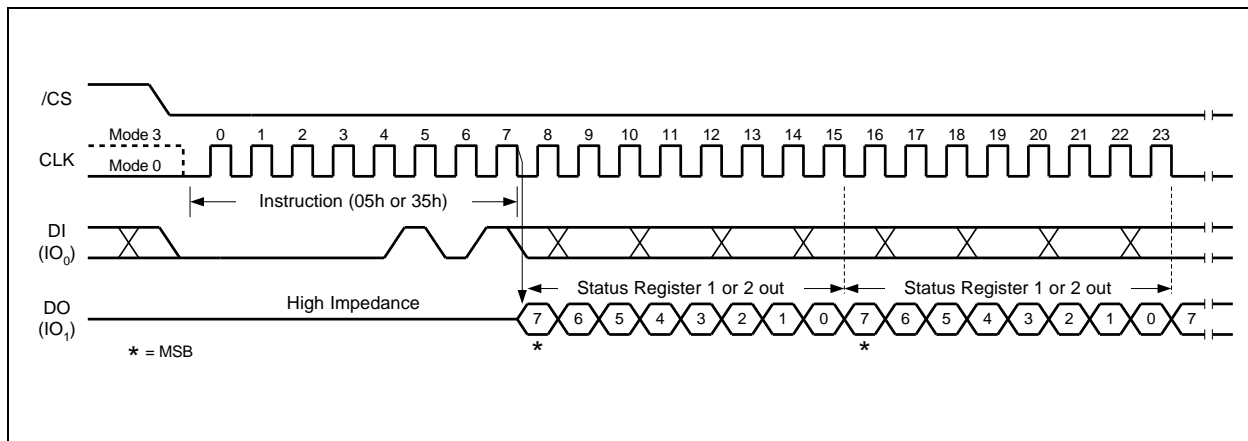 /CS
Mode 3
0 1 2 3 4 5 6 7 8 9 10 11 12 13 14 15 16 17 18 19 20 21 22 23
CLK
Mode 0
Instruction (05h or 35h)
DI
(IO0)
Status Register 1 or 2 out Status Register 1 or 2 out
High Impedance
DO
(IO1)
7 6 5 4 3 2 1 0 7 6 5 4 3 2 1 0 7
* *
* = MSB